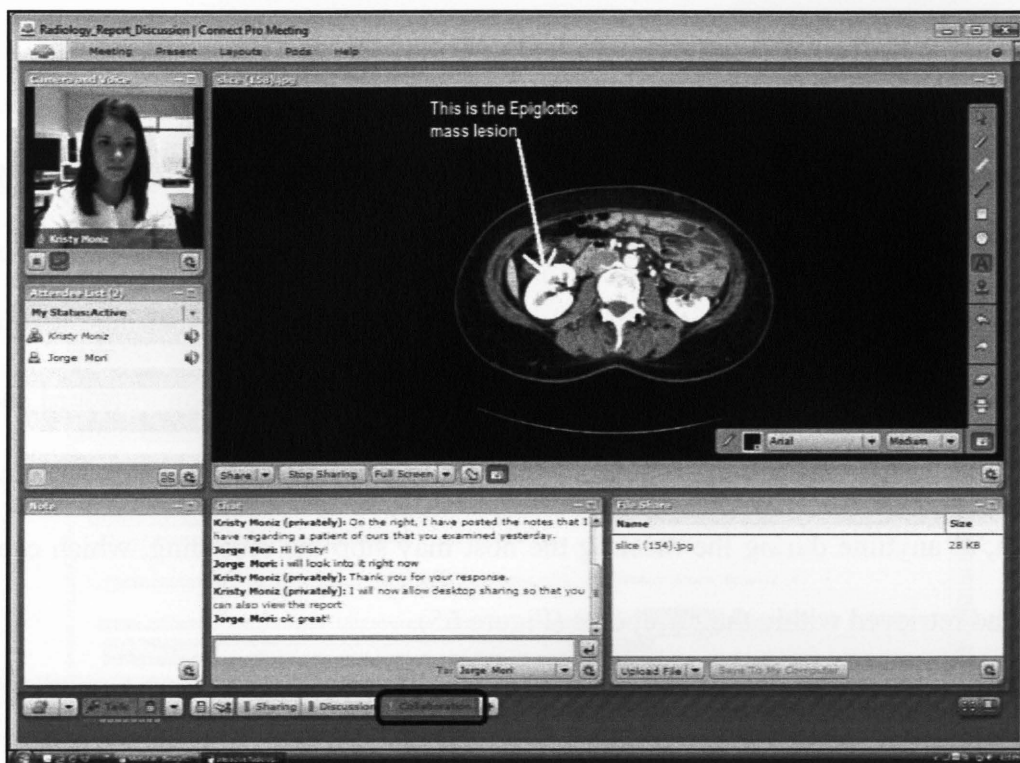 Radiology_Report_Discussion | Connect Pro Meeting
Meeting Present Layouts Pods Help
Camera and Voice
Kristy Moniz
Attendee List (2)
My Status:Active
Kristy Moniz
Jorge Mori
Note
slice (158).jpg
This is the Epiglottic
mass lesion
A
Arial Medium
Share Stop Sharing Full Screen
Chat
Kristy Moniz (privately): On the right, I have posted the notes that I
have regarding a patient of ours that you examined yesterday.
Jorge Mori: Hi kristy!
Jorge Mori: i will look into it right now
Kristy Moniz (privately): Thank you for your response.
Kristy Moniz (privately): I will now allow desktop sharing so that you
can also view the report
Jorge Mori: ok great!
To: Jorge Mori
File Share
Name Size
slice (154).jpg 28 KB
Upload File Save To My Computer
Talk Sharing Discussion Collaboration